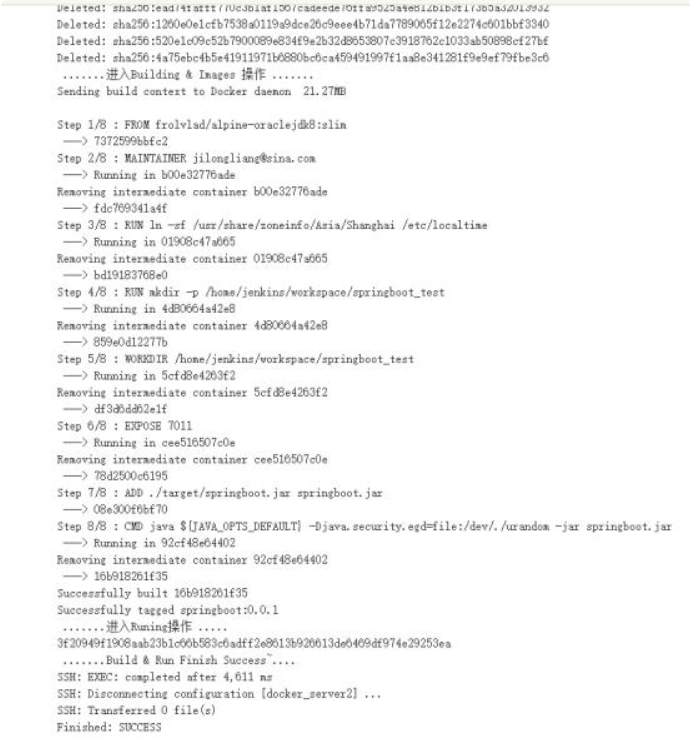 Deleted: sha256:1260e0e1cfb7538a0119a9dce26c9eee4b71da7789065f12e2274c601bbf3340
Deleted: sha256:520e1c09c52b7900089e834f9e2b32d8653807c3918762c1033ab50898cf27bf
Deleted: sha256:4a75ebc4b5e41911971b6880bc6ca459491997f1aa8e341281f9e9ef79fbe3c6
.......进入Building & Images 操作 .......
Sending build context to Docker daemon  21.27MB
Step 1/8 : FROM frolvlad/alpine-oraclejdk8:slim
---> 7372599bbfc2
Step 2/8 : MAINTAINER jilongliang@sina.com
---> Running in b00e32776ade
Removing intermediate container b00e32776ade
---> fdc769341a4f
Step 3/8 : RUN ln -sf /usr/share/zoneinfo/Asia/Shanghai /etc/localtime
---> Running in 01908c47a665
Removing intermediate container 01908c47a665
---> bd19183768e0
Step 4/8 : RUN mkdir -p /home/jenkins/workspace/springboot_test
---> Running in 4d80664a42e8
Removing intermediate container 4d80664a42e8
---> 859e0d12277b
Step 5/8 : WORKDIR /home/jenkins/workspace/springboot_test
---> Running in 5cfd8e4263f2
Removing intermediate container 5cfd8e4263f2
---> df3d6dd62e1f
Step 6/8 : EXPOSE 7011
---> Running in cee516507c0e
Removing intermediate container cee516507c0e
---> 78d2500c6195
Step 7/8 : ADD ./target/springboot.jar springboot.jar
---> 08e300f6bf70
Step 8/8 : CMD java ${JAVA_OPTS_DEFAULT} -Djava.security.egd=file:/dev/./urandom -jar springboot.jar
---> Running in 92cf48e64402
Removing intermediate container 92cf48e64402
---> 16b918261f35
Successfully built 16b918261f35
Successfully tagged springboot:0.0.1
.......进入Runing操作 .....
3f20949f1908aab23b1c66b583c6adff2e8613b926613de6469df974e29253ea
.......Build & Run Finish Success~....
SSH: EXEC: completed after 4,611 ms
SSH: Disconnecting configuration [docker_server2] ...
SSH: Transferred 0 file(s)
Finished: SUCCESS